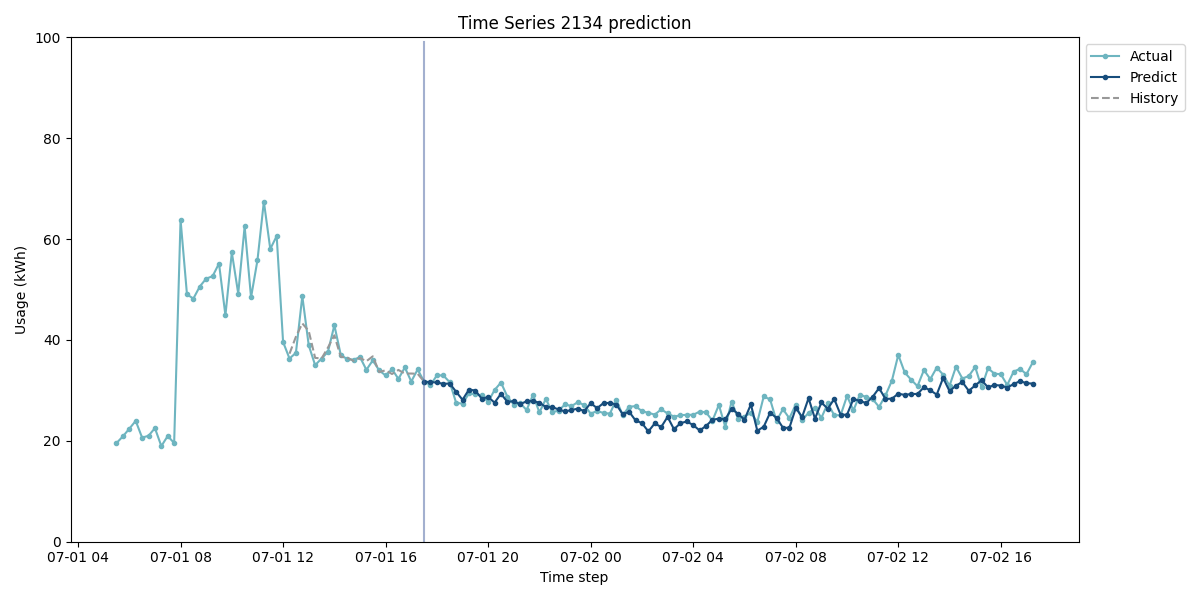 Time Series 2134 prediction
Actual
Predict
History
Usage (kWh)
100
80
60
40
20
0
07-01 04
07-01 08
07-01 12
07-01 16
07-01 20
07-02 00
07-02 04
07-02 08
07-02 12
07-02 16
Time step